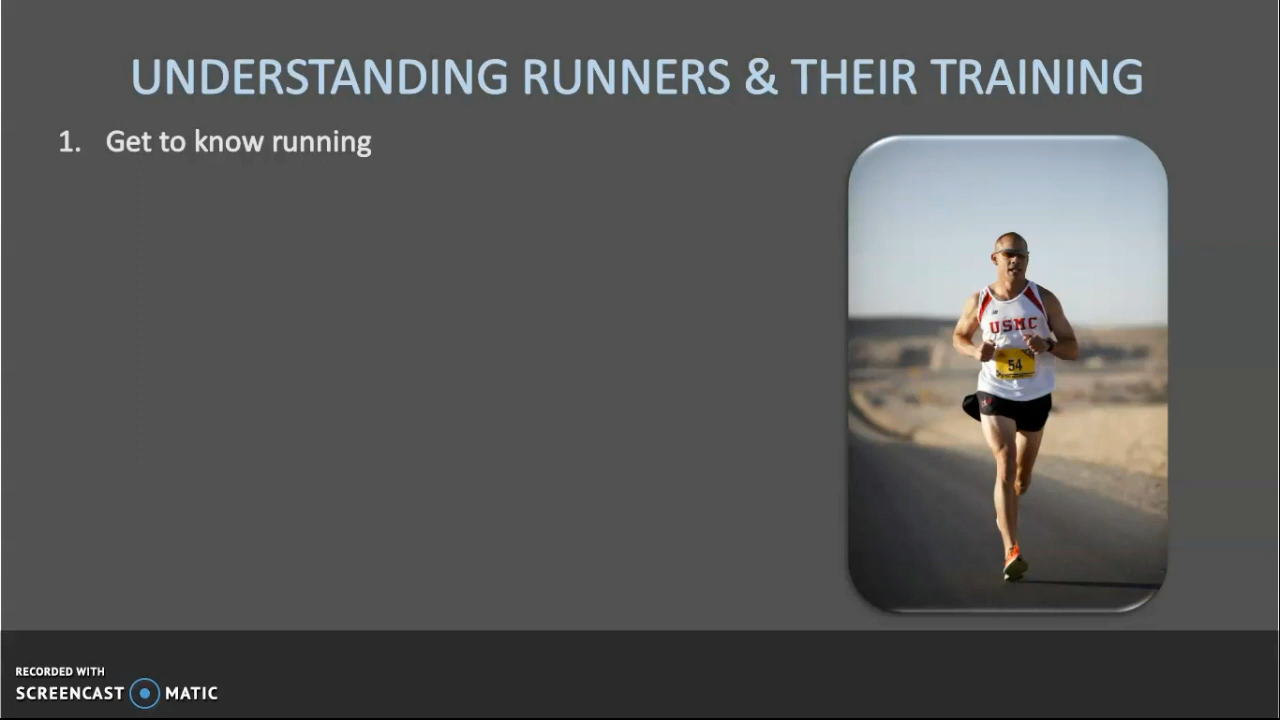 UNDERSTANDING RUNNERS & THEIR TRAINING
1. Get to know running
USMC
54
RECORDED WITH
SCREENCAST MATIC